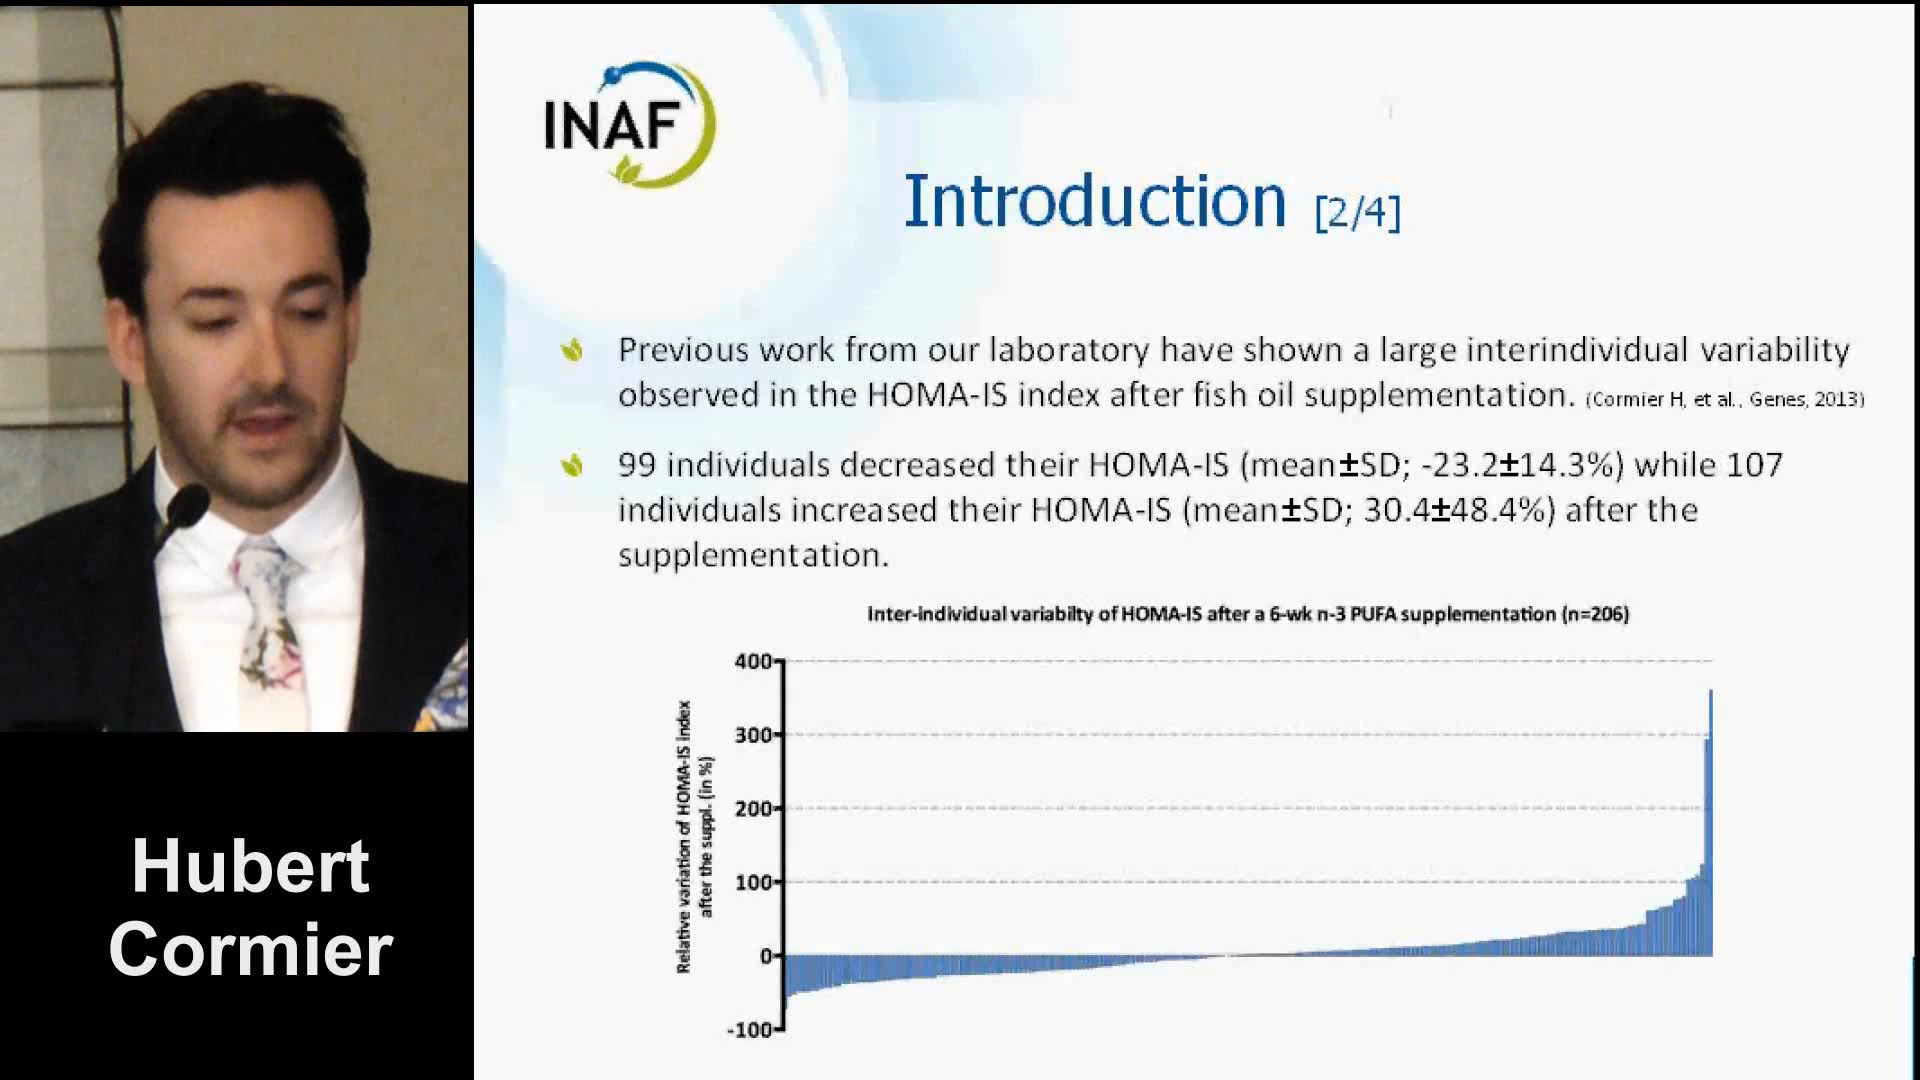 INAF
Introduction [2/4]
Previous work from our laboratory have shown a large interindividual variability
observed in the HOMA-IS index after fish oil supplementation. (Cormier H, et al., Genes, 2013)
99 individuals decreased their HOMA-IS (mean±SD; -23.2±14.3%) while 107
individuals increased their HOMA-IS (mean±SD; 30.4±48.4%) after the
supplementation.
Inter-individual variabilty of HOMA-IS after a 6-wk n-3 PUFA supplementation (n=206)
Relative variation of HOMA-IS index
after the suppl. (in %)
400
300
200
100
0
-100
Hubert
Cormier